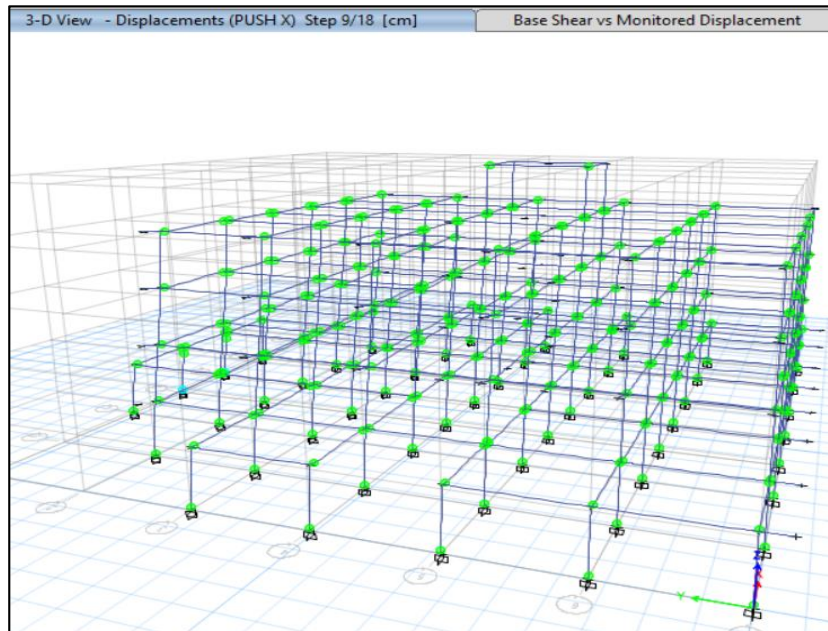 3-D View - Displacements (PUSH X) Step 9/18 [cm]
Base Shear vs Monitored Displacement
Y